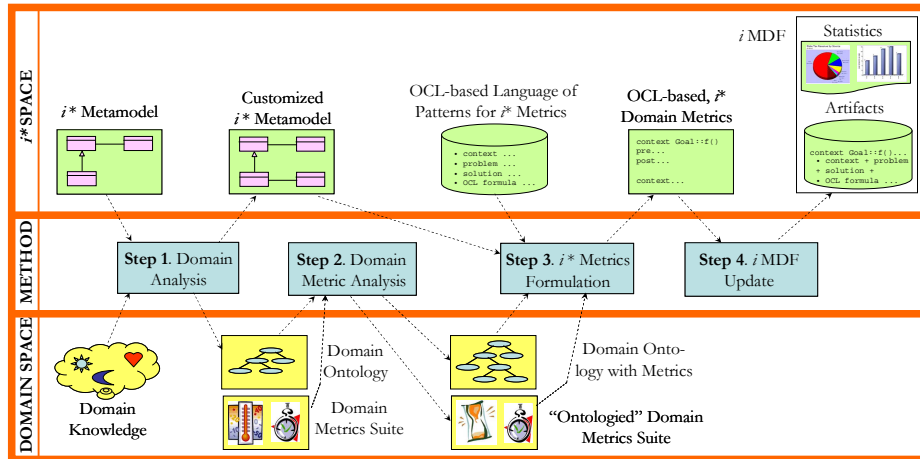 i* SPACE
i MDF
Statistics
Artifacts
context Goal::f()...
• context + problem
+ solution +
• OCL formula ...
i* Metamodel
Customized
i* Metamodel
OCL-based Language of
Patterns for i* Metrics
• context ...
• problem ...
• solution ...
• OCL formula ...
OCL-based, i*
Domain Metrics
context Goal::f()
pre...
post...
context...
METHOD
Step 1. Domain
Analysis
Step 2. Domain
Metric Analysis
Step 3. i* Metrics
Formulation
Step 4. i MDF
Update
DOMAIN SPACE
Domain
Knowledge
Domain
Ontology
Domain
Metrics Suite
Domain Onto-
logy with Metrics
“Ontologied” Domain
Metrics Suite